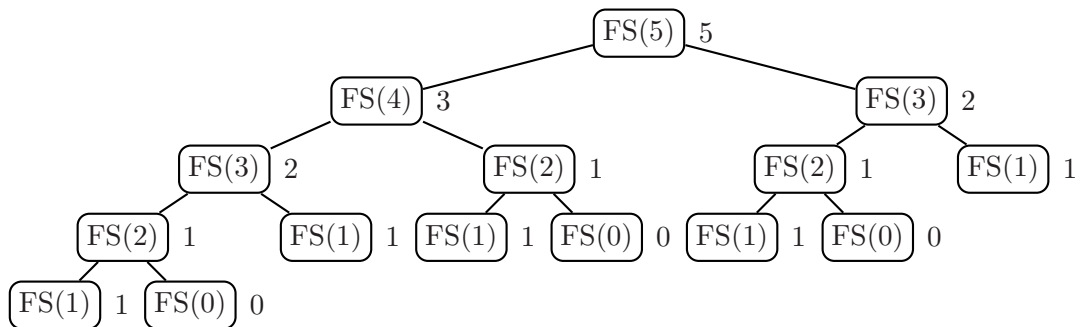 FS(5) 5
FS(4) 3 FS(3) 2
FS(3) 2 FS(2) 1 FS(2) 1 FS(1) 1
FS(2) 1 FS(1) 1 FS(1) 1 FS(0) 0 FS(1) 1 FS(0) 0
FS(1) 1 FS(0) 0